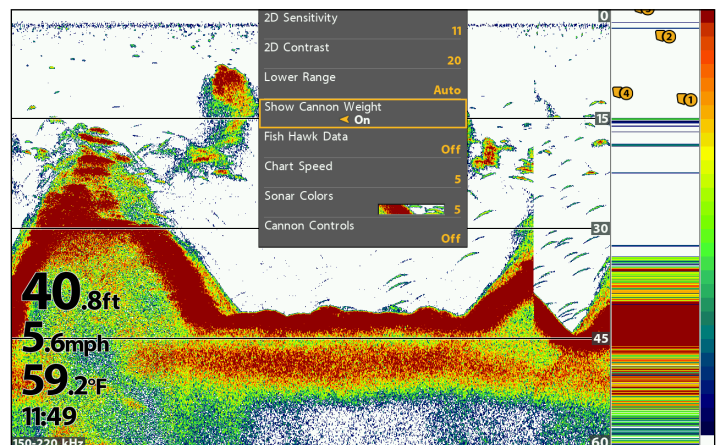 2D Sensitivity
11
2D Contrast
20
Lower Range
Auto
Show Cannon Weight
On
Fish Hawk Data
Off
Chart Speed
5
Sonar Colors
5
Cannon Controls
Off
0
15
30
45
60
2
4
1
40.8ft
5.6mph
59.2°F
11:49
150-220 kHz